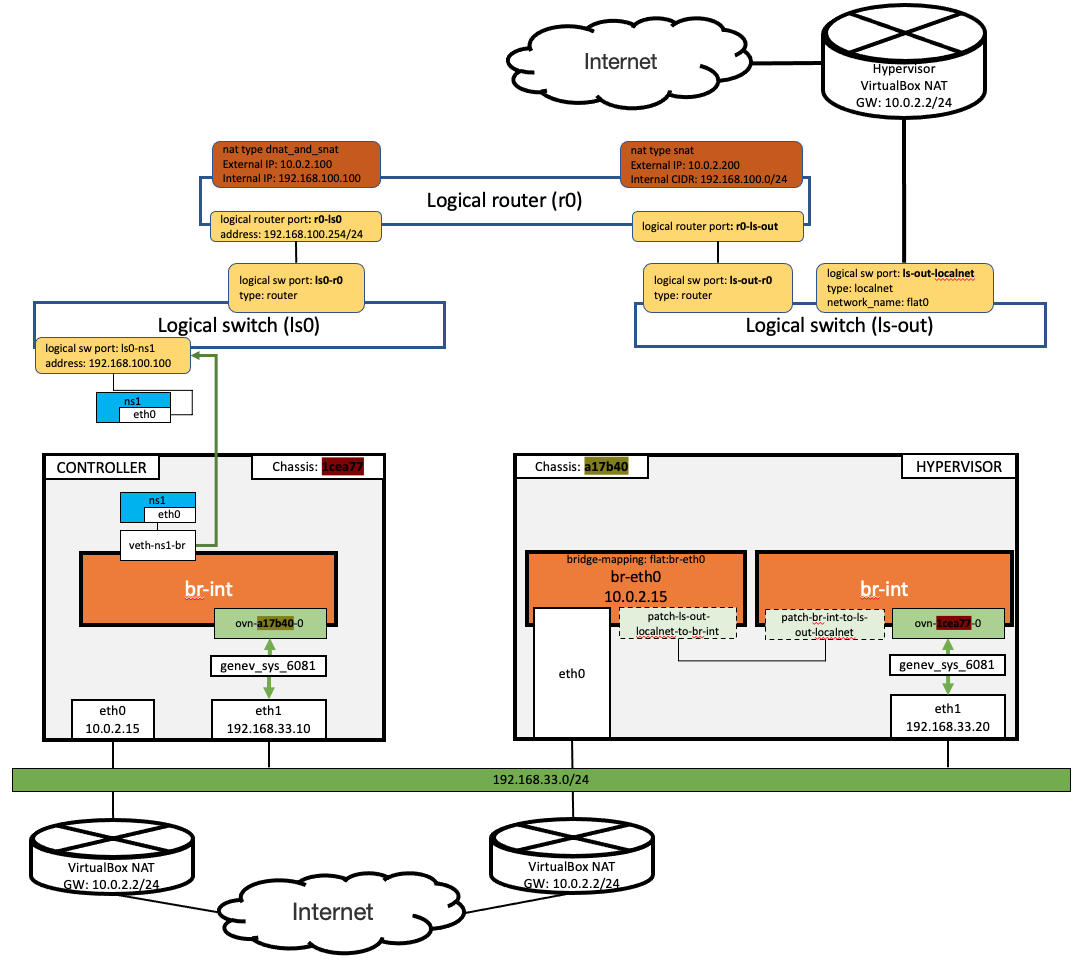 Internet
Hypervisor
VirtualBox NAT
GW: 10.0.2.2/24
nat type dnat_and_snat
External IP: 10.0.2.100
Internal IP: 192.168.100.100
nat type snat
External IP: 10.0.2.200
Internal CIDR: 192.168.100.0/24
Logical router (r0)
logical router port: r0-ls0
address: 192.168.100.254/24
logical router port: r0-ls-out
logical sw port: ls0-r0
type: router
logical sw port: ls-out-r0
type: router
logical sw port: ls-out-localnet
type: localnet
network_name: flat0
Logical switch (ls0)
Logical switch (ls-out)
logical sw port: ls0-ns1
address: 192.168.100.100
ns1
eth0
CONTROLLER
Chassis: 1cea77
ns1
eth0
veth-ns1-br
br-int
ovn-a17b40-0
genev_sys_6081
eth0
10.0.2.15
eth1
192.168.33.10
Chassis: a17b40
HYPERVISOR
bridge-mapping: flat:br-eth0
br-eth0
10.0.2.15
br-int
patch-ls-out-
localnet-to-br-int
patch-br-int-to-ls-
out-localnet
ovn-1cea77-0
eth0
genev_sys_6081
eth1
192.168.33.20
192.168.33.0/24
VirtualBox NAT
GW: 10.0.2.2/24
VirtualBox NAT
GW: 10.0.2.2/24
Internet